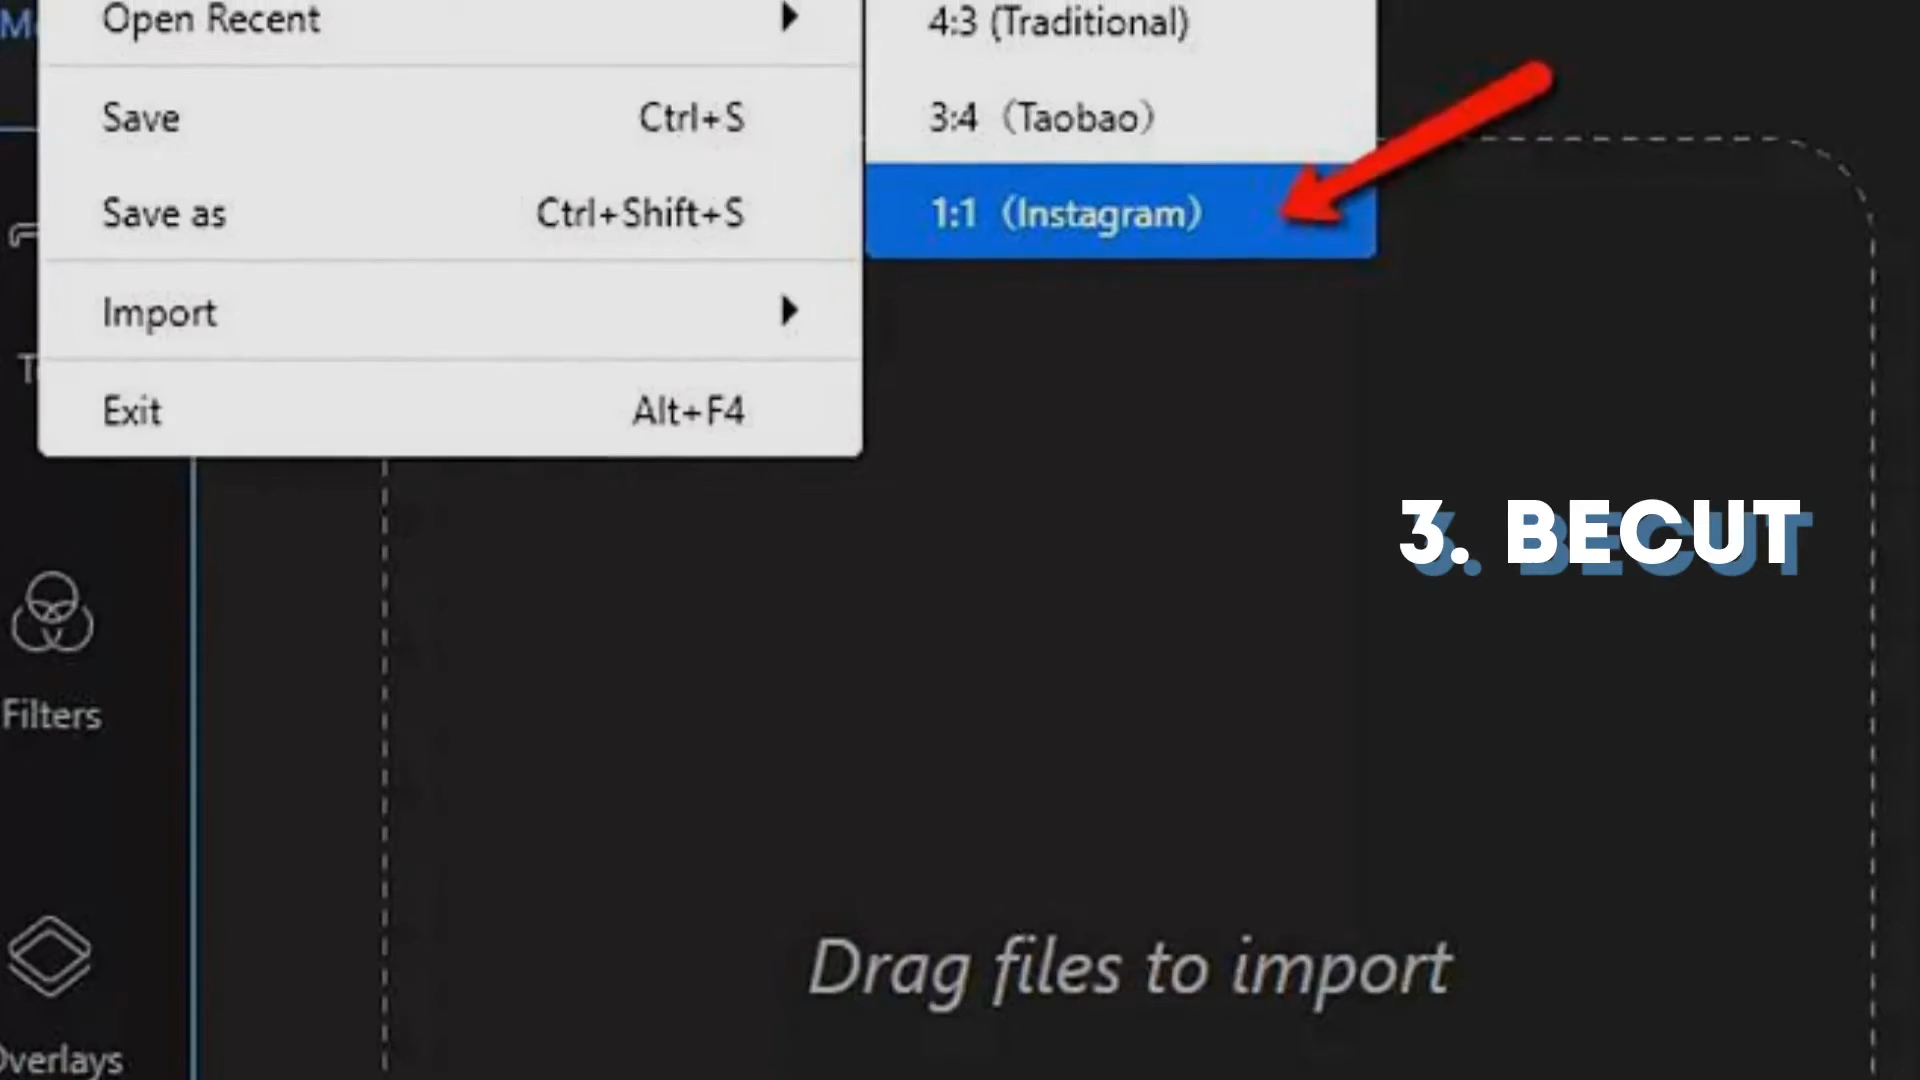 Open Recent
4:3 (Traditional)
Save Ctrl+S
3:4 （Taobao）
Save as Ctrl+Shift+S
1:1 （Instagram）
Import
Exit Alt+F4
3. BECUT
Filters
Drag files to import
Overlays